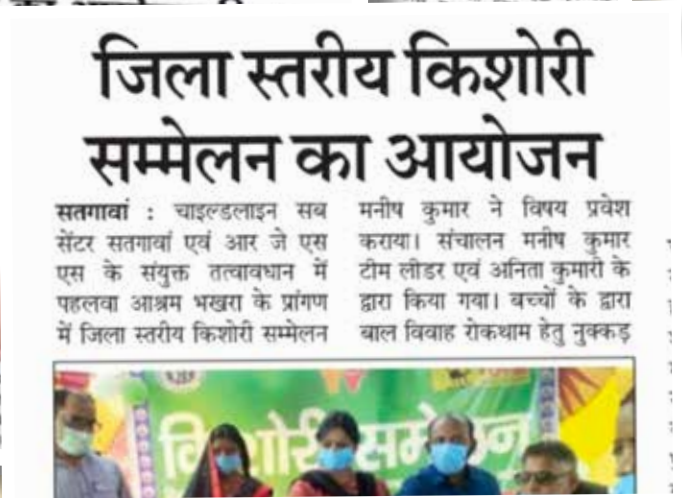 जिला स्तरीय किशोरी
सम्मेलन का आयोजन
सतगावां : चाइल्डलाइन सब
सेंटर सतगावां एवं आर जे एस
एस के संयुक्त तत्वावधान में
पहलवा आश्रम भखरा के प्रांगण
में जिला स्तरीय किशोरी सम्मेलन
मनीष कुमार ने विषय प्रवेश
कराया। संचालन मनीष कुमार
टीम लीडर एवं अनिता कुमारी के
द्वारा किया गया। बच्चों के द्वारा
बाल विवाह रोकथाम हेतु नुक्कड़
किशोरी सम्मेलन